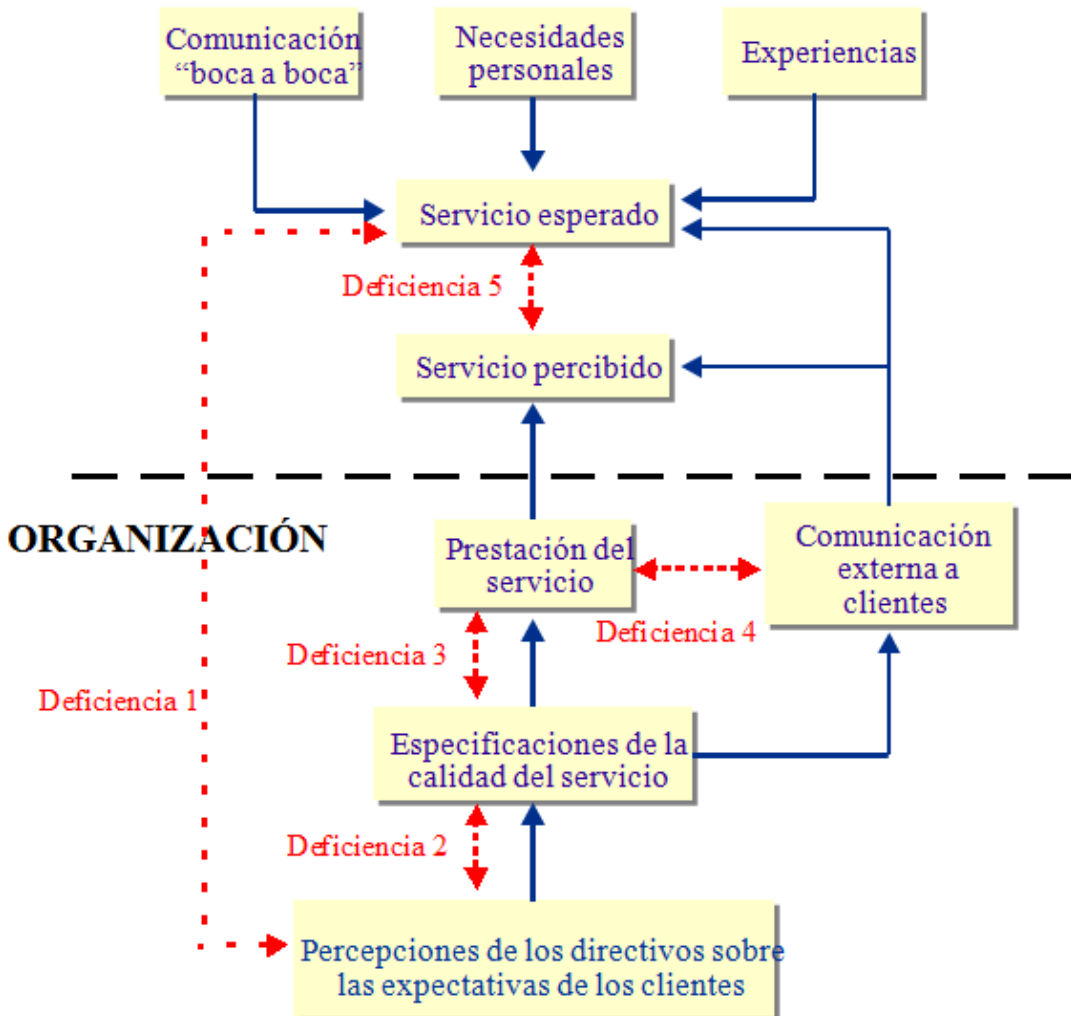 Comunicación
“boca a boca”
Necesidades
personales
Experiencias
Servicio esperado
Deficiencia 5
Servicio percibido
ORGANIZACIÓN
Prestación del
servicio
Comunicación
externa a
clientes
Deficiencia 4
Deficiencia 3
Deficiencia 1
Especificaciones de la
calidad del servicio
Deficiencia 2
Percepciones de los directivos sobre
las expectativas de los clientes